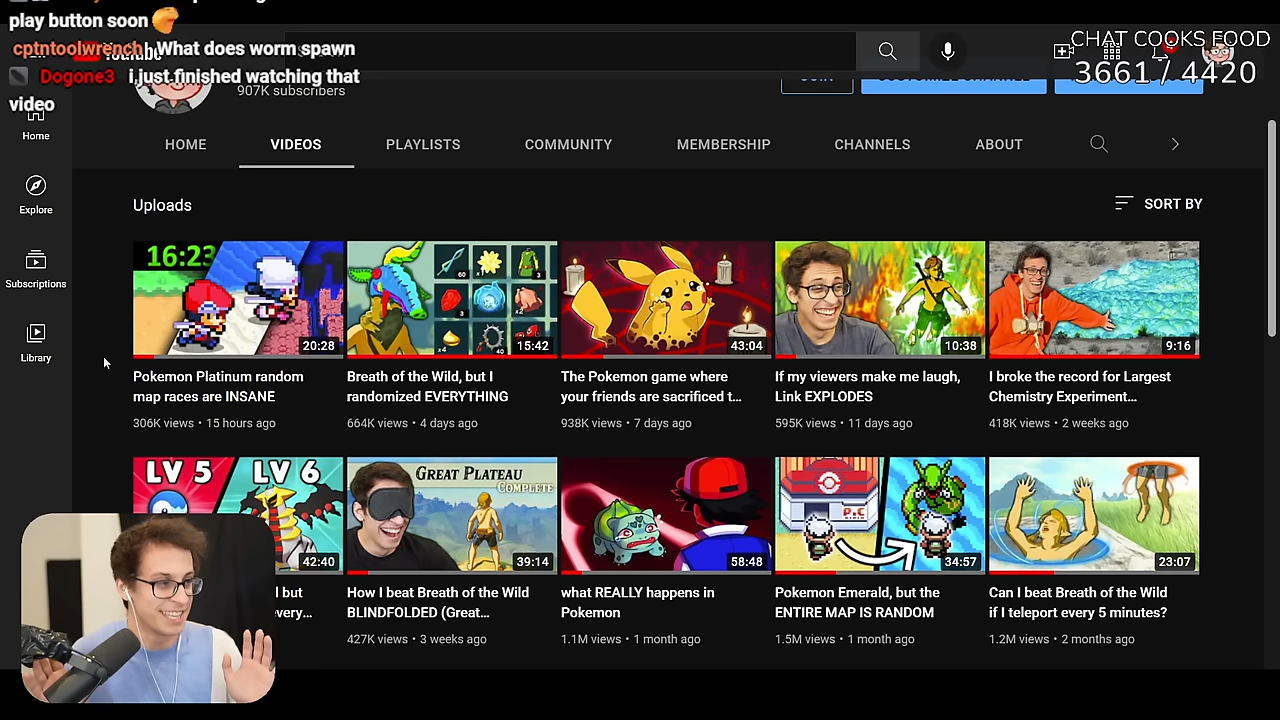 play button soon
cptntoolwrench What does worm spawn
Dogone3 i just finished watching that
video
CHAT COOKS FOOD
3661 / 4420
907K subscribers
JOIN
HOME
VIDEOS
PLAYLISTS
COMMUNITY
MEMBERSHIP
CHANNELS
ABOUT
Home
Explore
Subscriptions
Library
Uploads
SORT BY
16:23
20:28
Pokemon Platinum random
map races are INSANE
306K views • 15 hours ago
15:42
Breath of the Wild, but I
randomized EVERYTHING
664K views • 4 days ago
43:04
The Pokemon game where
your friends are sacrificed t...
938K views • 7 days ago
10:38
If my viewers make me laugh,
Link EXPLODES
595K views • 11 days ago
9:16
I broke the record for Largest
Chemistry Experiment...
418K views • 2 weeks ago
LV 5
LV 6
42:40
l but
very...
GREAT PLATEAU
COMPLETE
39:14
How I beat Breath of the Wild
BLINDFOLDED (Great...
427K views • 3 weeks ago
58:48
what REALLY happens in
Pokemon
1.1M views • 1 month ago
P.C
34:57
Pokemon Emerald, but the
ENTIRE MAP IS RANDOM
1.5M views • 1 month ago
23:07
Can I beat Breath of the Wild
if I teleport every 5 minutes?
1.2M views • 2 months ago